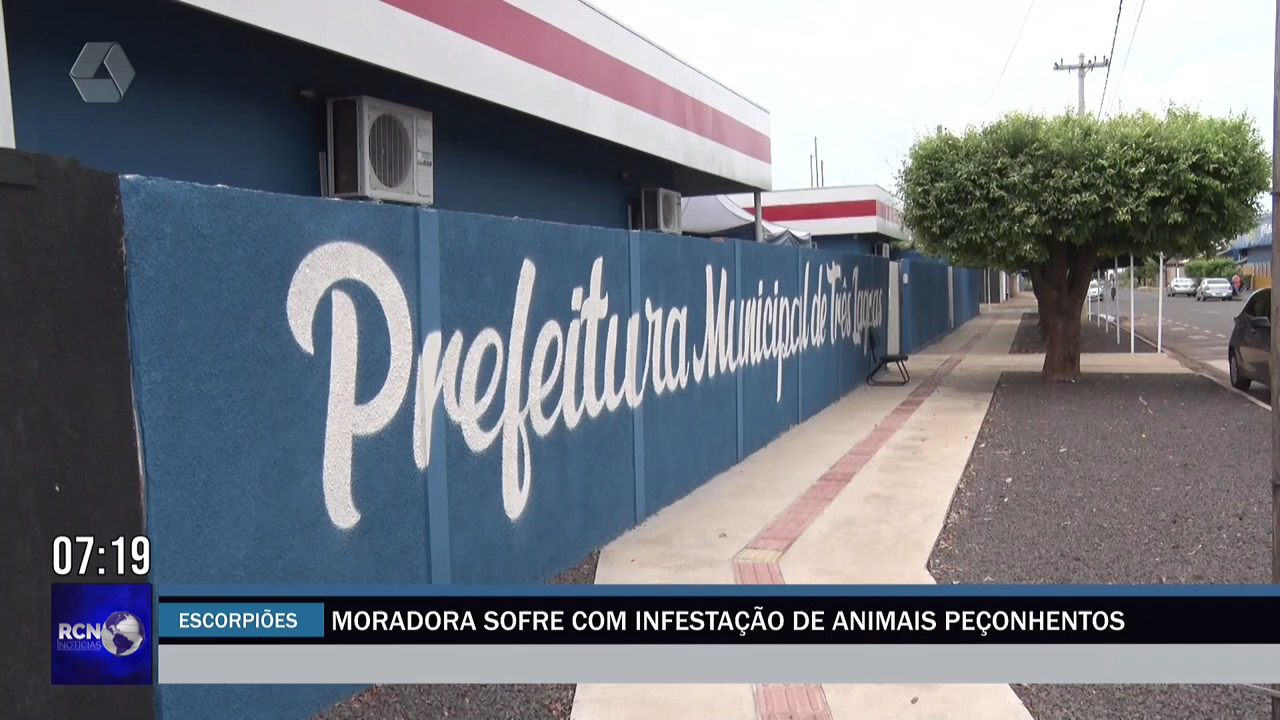 Prefeitura Municipal de Três Lagoas
07:19
RCN
NOTÍCIAS
ESCORPIÕES
MORADORA SOFRE COM INFESTAÇÃO DE ANIMAIS PEÇONHENTOS